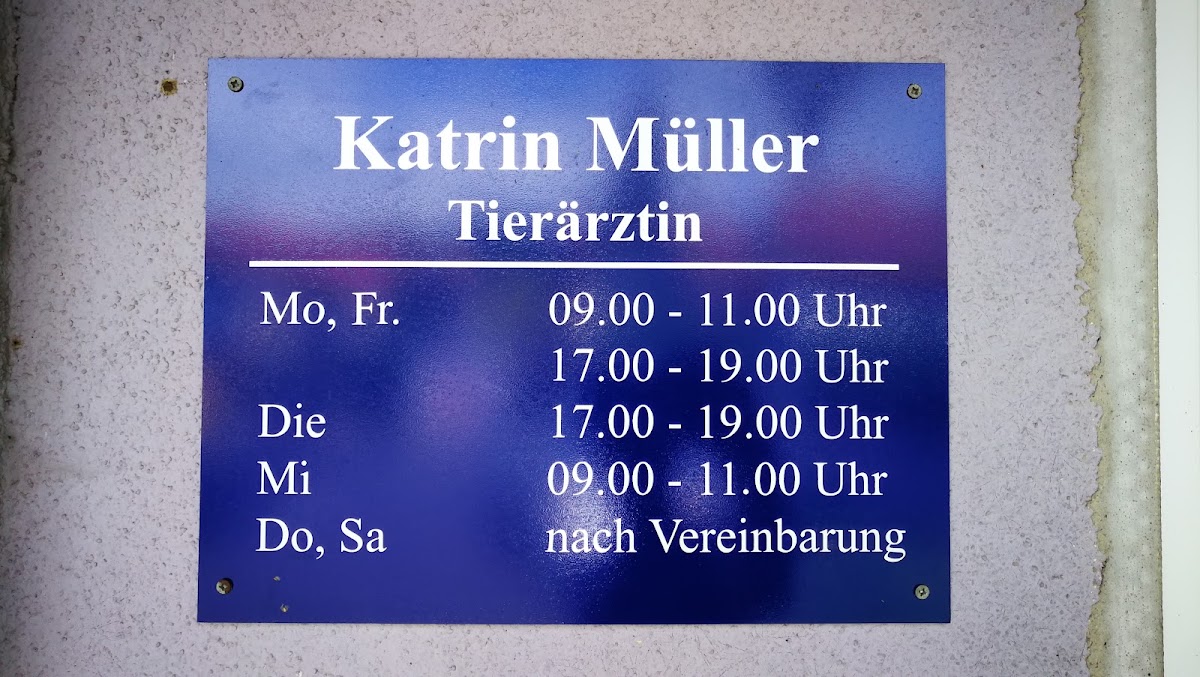 Katrin Müller
Tierärztin
Mo, Fr. 09.00 - 11.00 Uhr
17.00 - 19.00 Uhr
Die 17.00 - 19.00 Uhr
Mi 09.00 - 11.00 Uhr
Do, Sa nach Vereinbarung